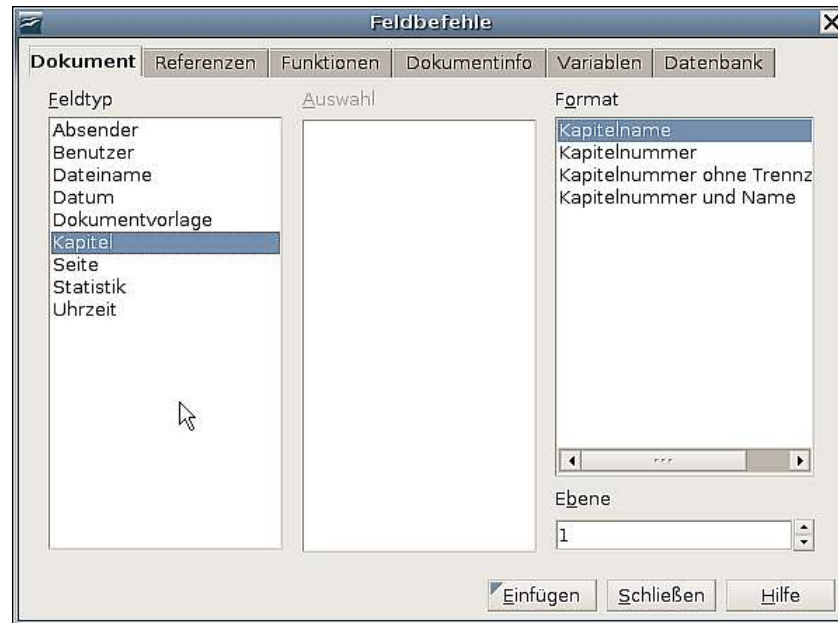 Feldbefehle
Dokument Referenzen Funktionen Dokumentinfo Variablen Datenbank
Feldtyp
Absender
Benutzer
Dateiname
Datum
Dokumentvorlage
Kapitel
Seite
Statistik
Uhrzeit
Auswahl
Format
Kapitelname
Kapitelnummer
Kapitelnummer ohne Trennz
Kapitelnummer und Name
Ebene
1
Einfügen Schließen Hilfe